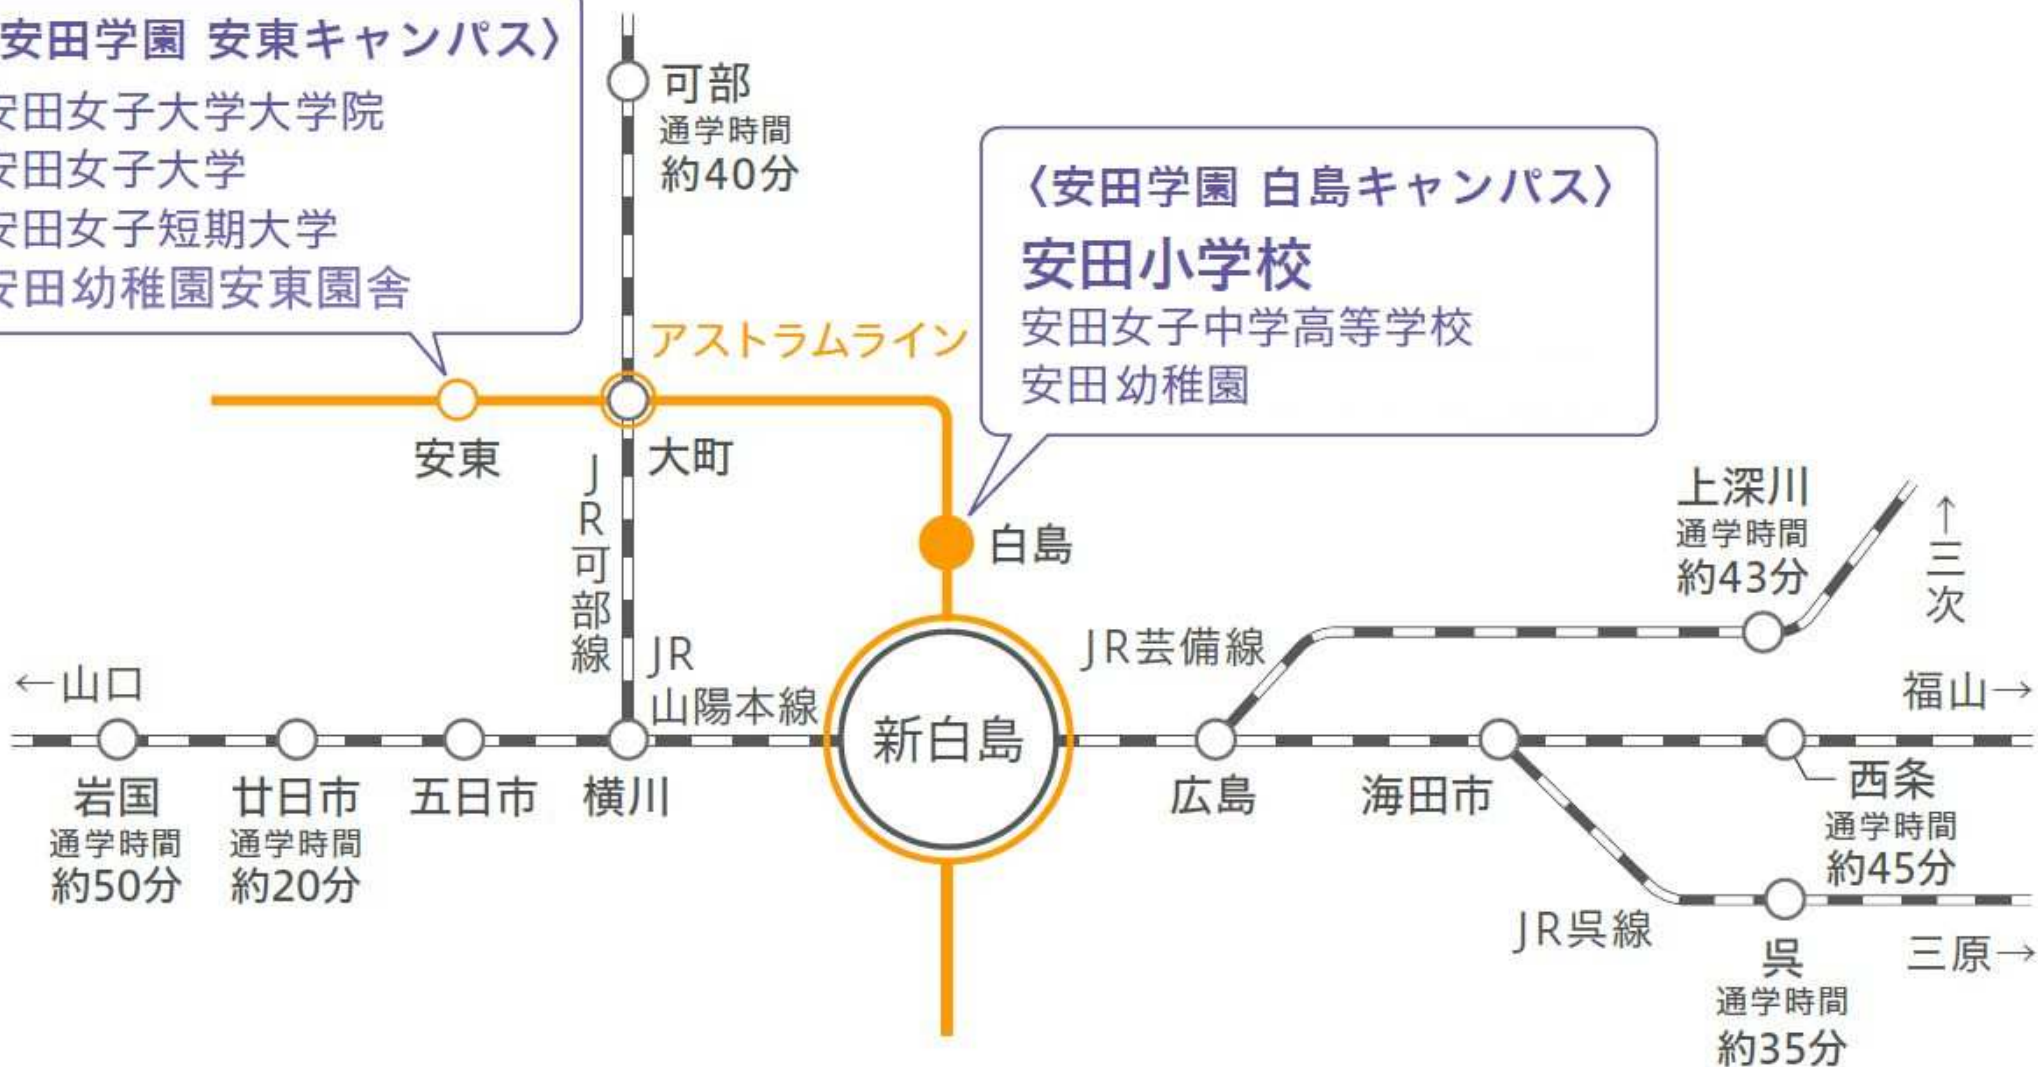 安田学園 安東キャンパス〉
安田女子大学大学院
安田女子大学
安田女子短期大学
安田幼稚園安東園舎
可部
通学時間
約40分
〈安田学園 白島キャンパス〉
安田小学校
安田女子中学高等学校
安田幼稚園
アストラムライン
安東
大町
JR可部線
白島
上深川
通学時間
約43分
↑三次
JR芸備線
JR
山陽本線
←山口
福山→
新白島
岩国
通学時間
約50分
廿日市
通学時間
約20分
五日市
横川
広島
海田市
西条
通学時間
約45分
JR呉線
呉
通学時間
約35分
三原→